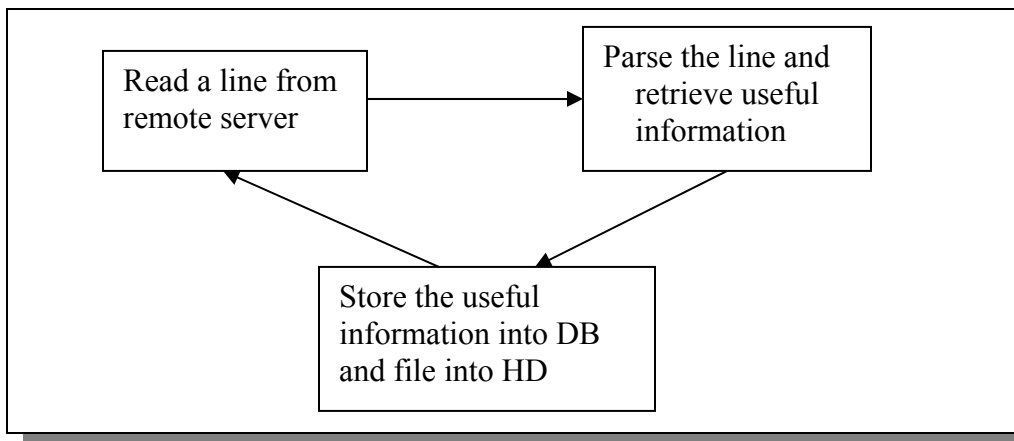 Read a line from
remote server
Parse the line and
retrieve useful
information
Store the useful
information into DB
and file into HD